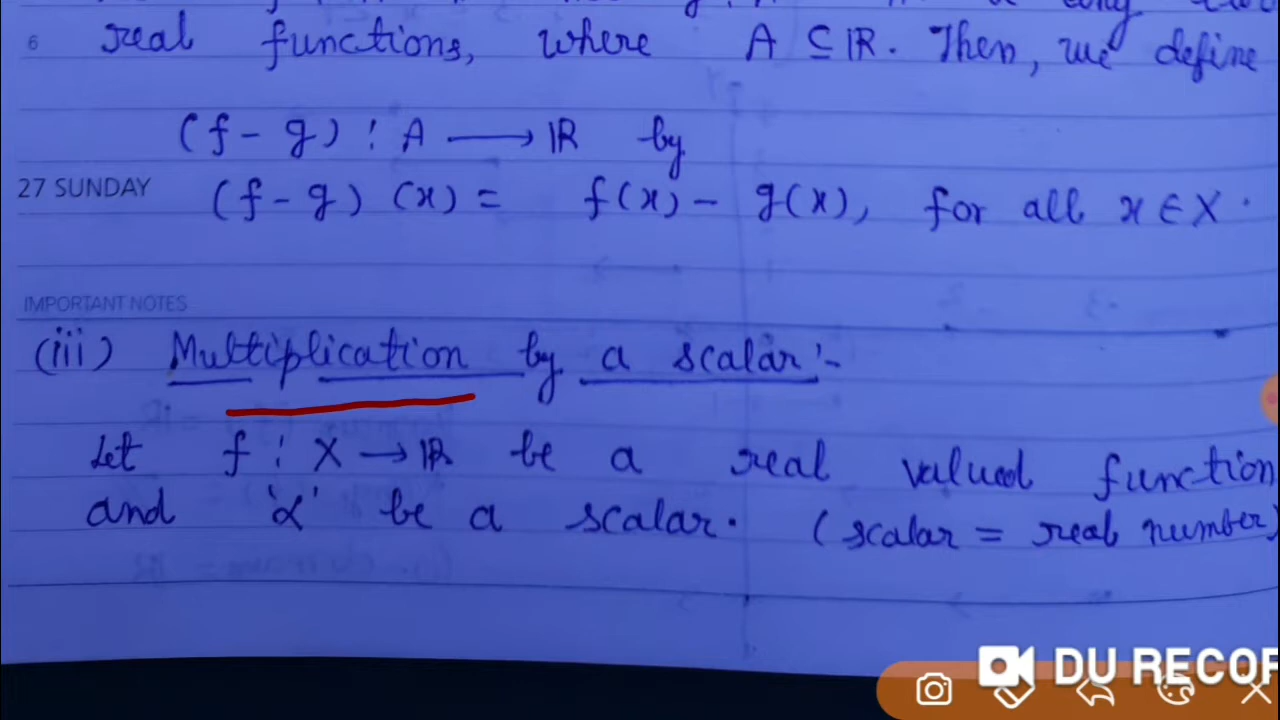 real functions, where A ⊆ ℝ. Then, we define
(f - g) : A ⟶ ℝ by
27 SUNDAY
(f - g) (x) = f(x) - g(x), for all x ∈ X.
IMPORTANT NOTES
(iii) Multiplication by a scalar :-
Let f : X → ℝ be a real valued function
and 'α' be a scalar. (scalar = real number)
DU RECOR